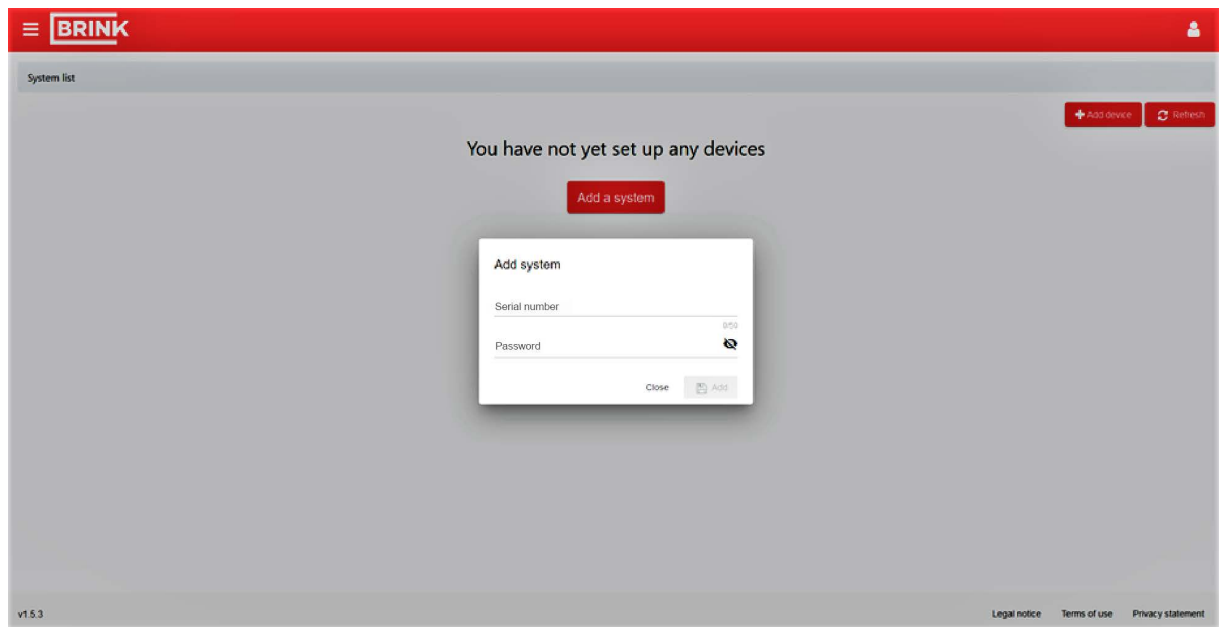 BRINK
System list
Add device Refresh
You have not yet set up any devices
Add a system
Add system
Serial number
0/50
Password
Close Add
v1.5.3 Legal notice Terms of use Privacy statement